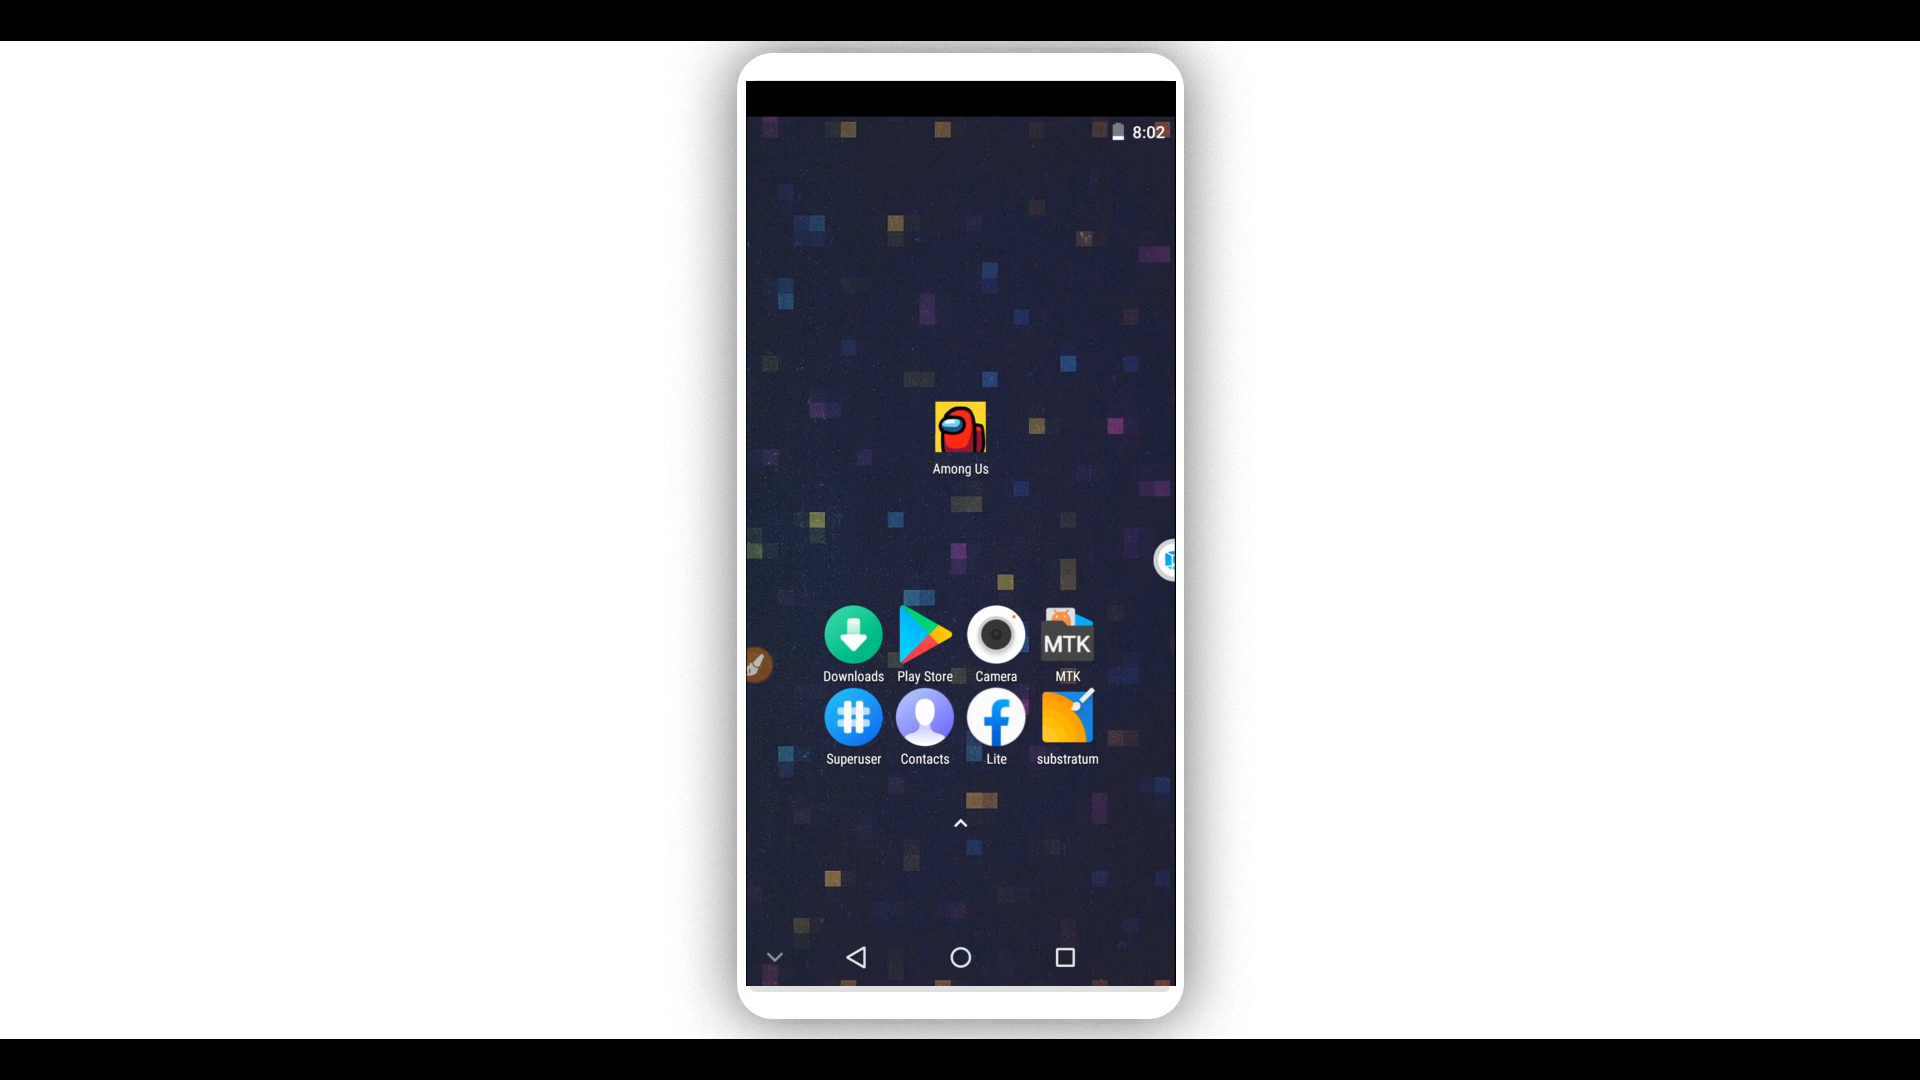 8:02
Among Us
MTK
Downloads Play Store Camera MTK
Superuser Contacts Lite substratum